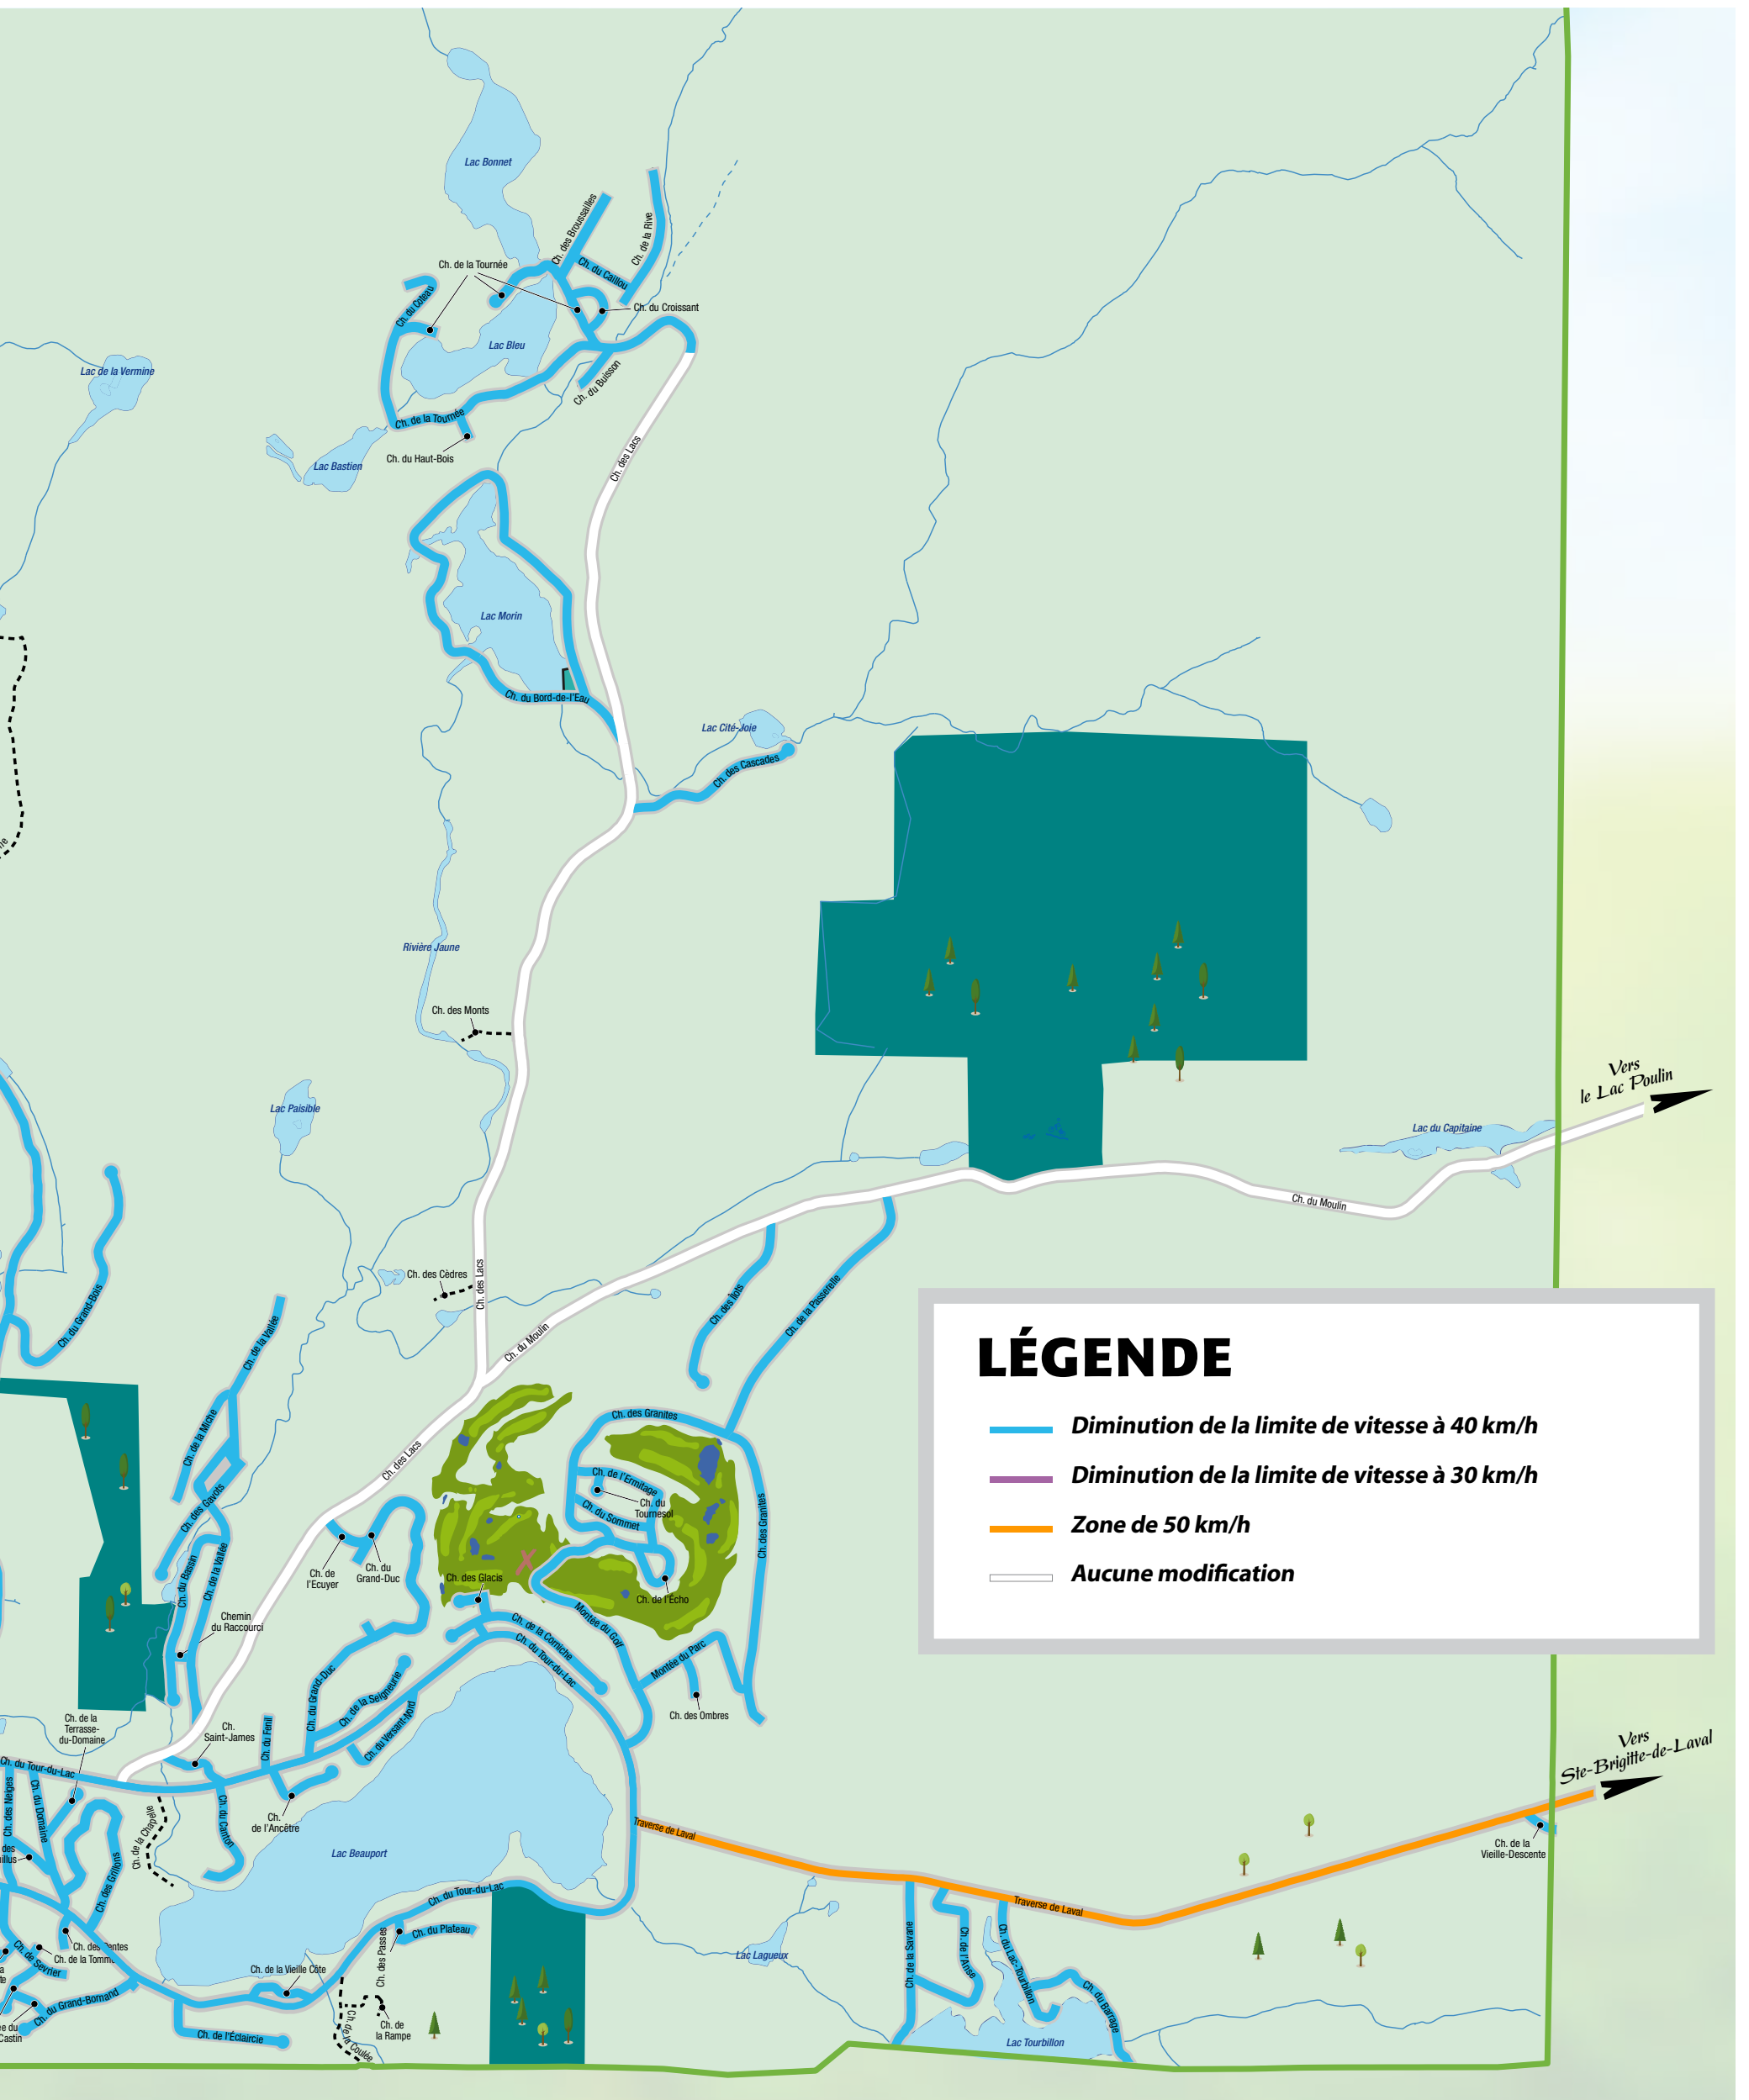 Lac Bonnet
Ch. des Broussailles
Ch. de la Rive
Ch. de la Tournée
Ch. du Caillou
Ch. du Coteau
Ch. du Croissant
Lac Bleu
Lac de la Vermine
Ch. du Buisson
Ch. de la Tournée
Ch. du Haut-Bois
Lac Bastien
Ch. des Lacs
Lac Morin
Ch. du Bord-de-l'Eau
Lac Cité-Joie
Ch. des Cascades
Rivière Jaune
Ch. des Monts
Vers
le Lac Poulin
Lac Paisible
Lac du Capitaine
Ch. du Moulin
Ch. des Cèdres
Ch. des Lacs
Ch. du Grand-Bois
Ch. des Îlots
Ch. de la Passerelle
Ch. de la Vallée
Ch. du Moulin
LÉGENDE
Diminution de la limite de vitesse à 40 km/h
Diminution de la limite de vitesse à 30 km/h
Zone de 50 km/h
Aucune modification
Ch. de la Miche
Ch. des Granites
Ch. des Lacs
Ch. de l'Ermitage
Ch. du
Tournesol
Ch. du Sommet
Ch. des Gavots
Ch. des Granites
Ch. du Bassin
Ch. de la Vallée
Ch. de
l'Ecuyer
Ch. du
Grand-Duc
Ch. des Glacis
Ch. de l'Écho
Chemin
du Raccourci
Montée du Golf
Ch. de la Corniche
Ch. du Tour-du-Lac
Montée du Parc
Ch. du Grand-Duc
Ch. de la Seigneurie
Ch. du Versant-Nord
Ch. des Ombres
Ch. de la
Terrasse-
du-Domaine
Ch.
Saint-James
Ch. du Fenil
Vers
Ste-Brigitte-de-Laval
Ch. du Tour-du-Lac
Ch. des Neiges
Ch. du Domaine
Ch. de la Chapelle
Ch. du Canton
Ch.
de l'Ancêtre
Traverse de Laval
Ch. de la
Vieille-Descente
des
Lac Beauport
Ch. des Grillons
Ch. du Tour-du-Lac
Traverse de Laval
Ch. du Plateau
Ch. des Passes
Ch. de la Tomm
Ch. de Sevrier
Ch. de la Vieille Côte
Lac Lagueux
Ch. de la Savane
Ch. de l'Anse
Ch. du Lac-Tourbillon
Ch. du Barrage
Ch. du Grand-Bornand
Castin
Ch. de
la Rampe
Ch. de la Coulée
Ch. de l'Éclaircie
Lac Tourbillon